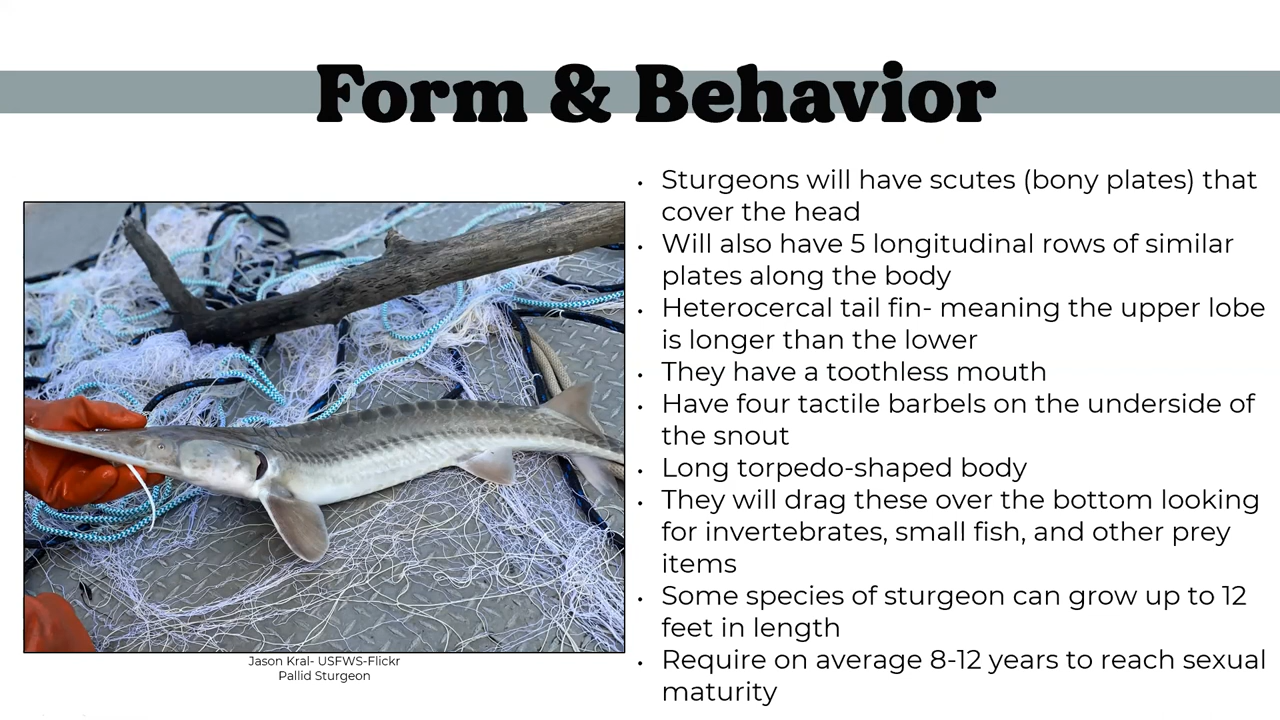 Form & Behavior
• Sturgeons will have scutes (bony plates) that
cover the head
• Will also have 5 longitudinal rows of similar
plates along the body
• Heterocercal tail fin- meaning the upper lobe
is longer than the lower
• They have a toothless mouth
• Have four tactile barbels on the underside of
the snout
• Long torpedo-shaped body
• They will drag these over the bottom looking
for invertebrates, small fish, and other prey
items
• Some species of sturgeon can grow up to 12
feet in length
• Require on average 8-12 years to reach sexual
maturity
Jason Kral- USFWS-Flickr
Pallid Sturgeon